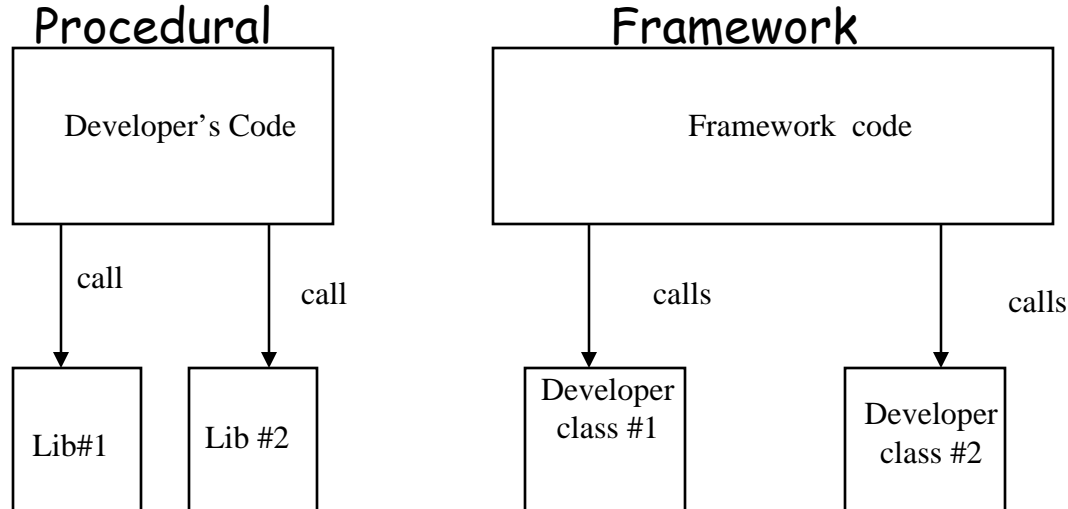 Procedural
Framework
Developer's Code
Framework code
call
call
calls
calls
Lib#1
Lib #2
Developer
class #1
Developer
class #2